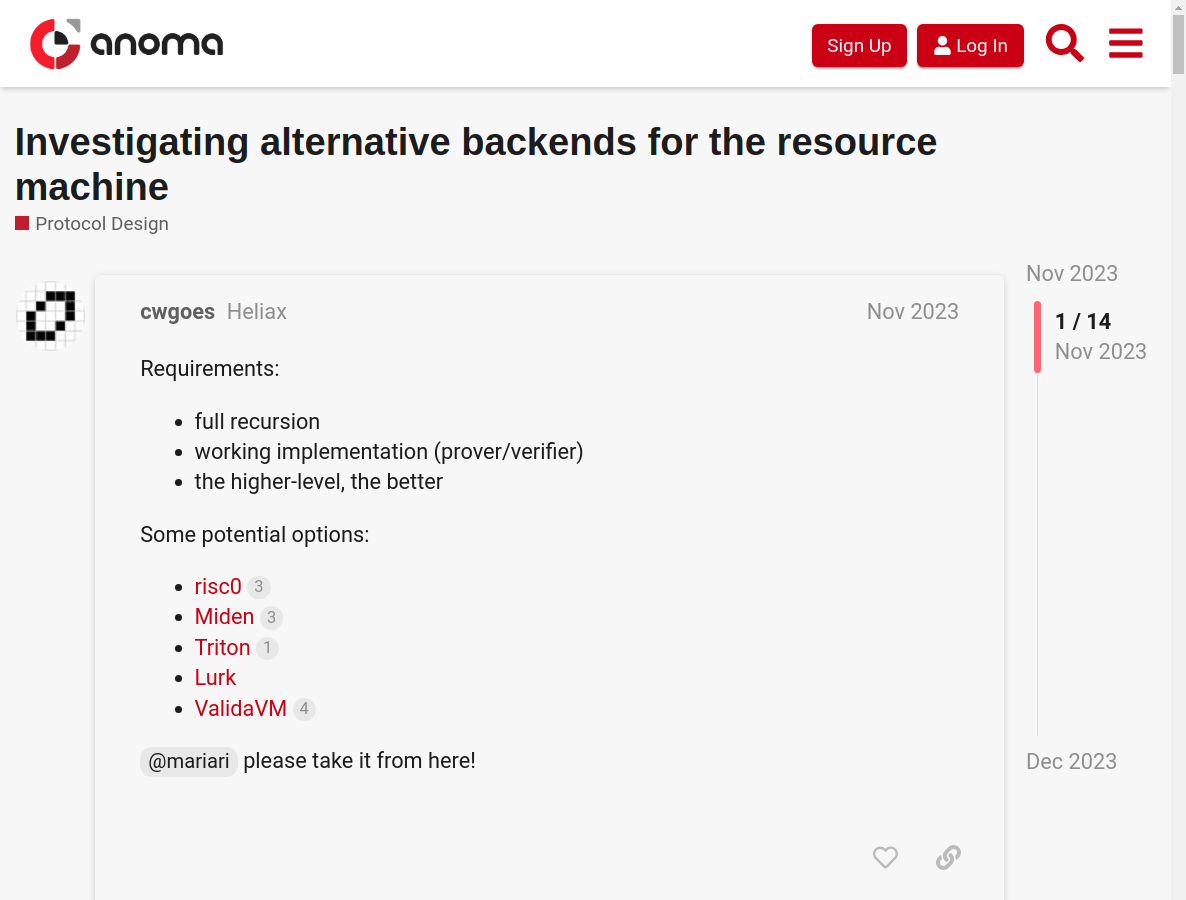 anoma
Sign Up
Log In
Investigating alternative backends for the resource
machine
Protocol Design
cwgoes Heliax
Nov 2023
Requirements:
full recursion
working implementation (prover/verifier)
the higher-level, the better
Some potential options:
risc0 3
Miden 3
Triton 1
Lurk
ValidaVM 4
@mariari please take it from here!
Nov 2023
1 / 14
Nov 2023
Dec 2023